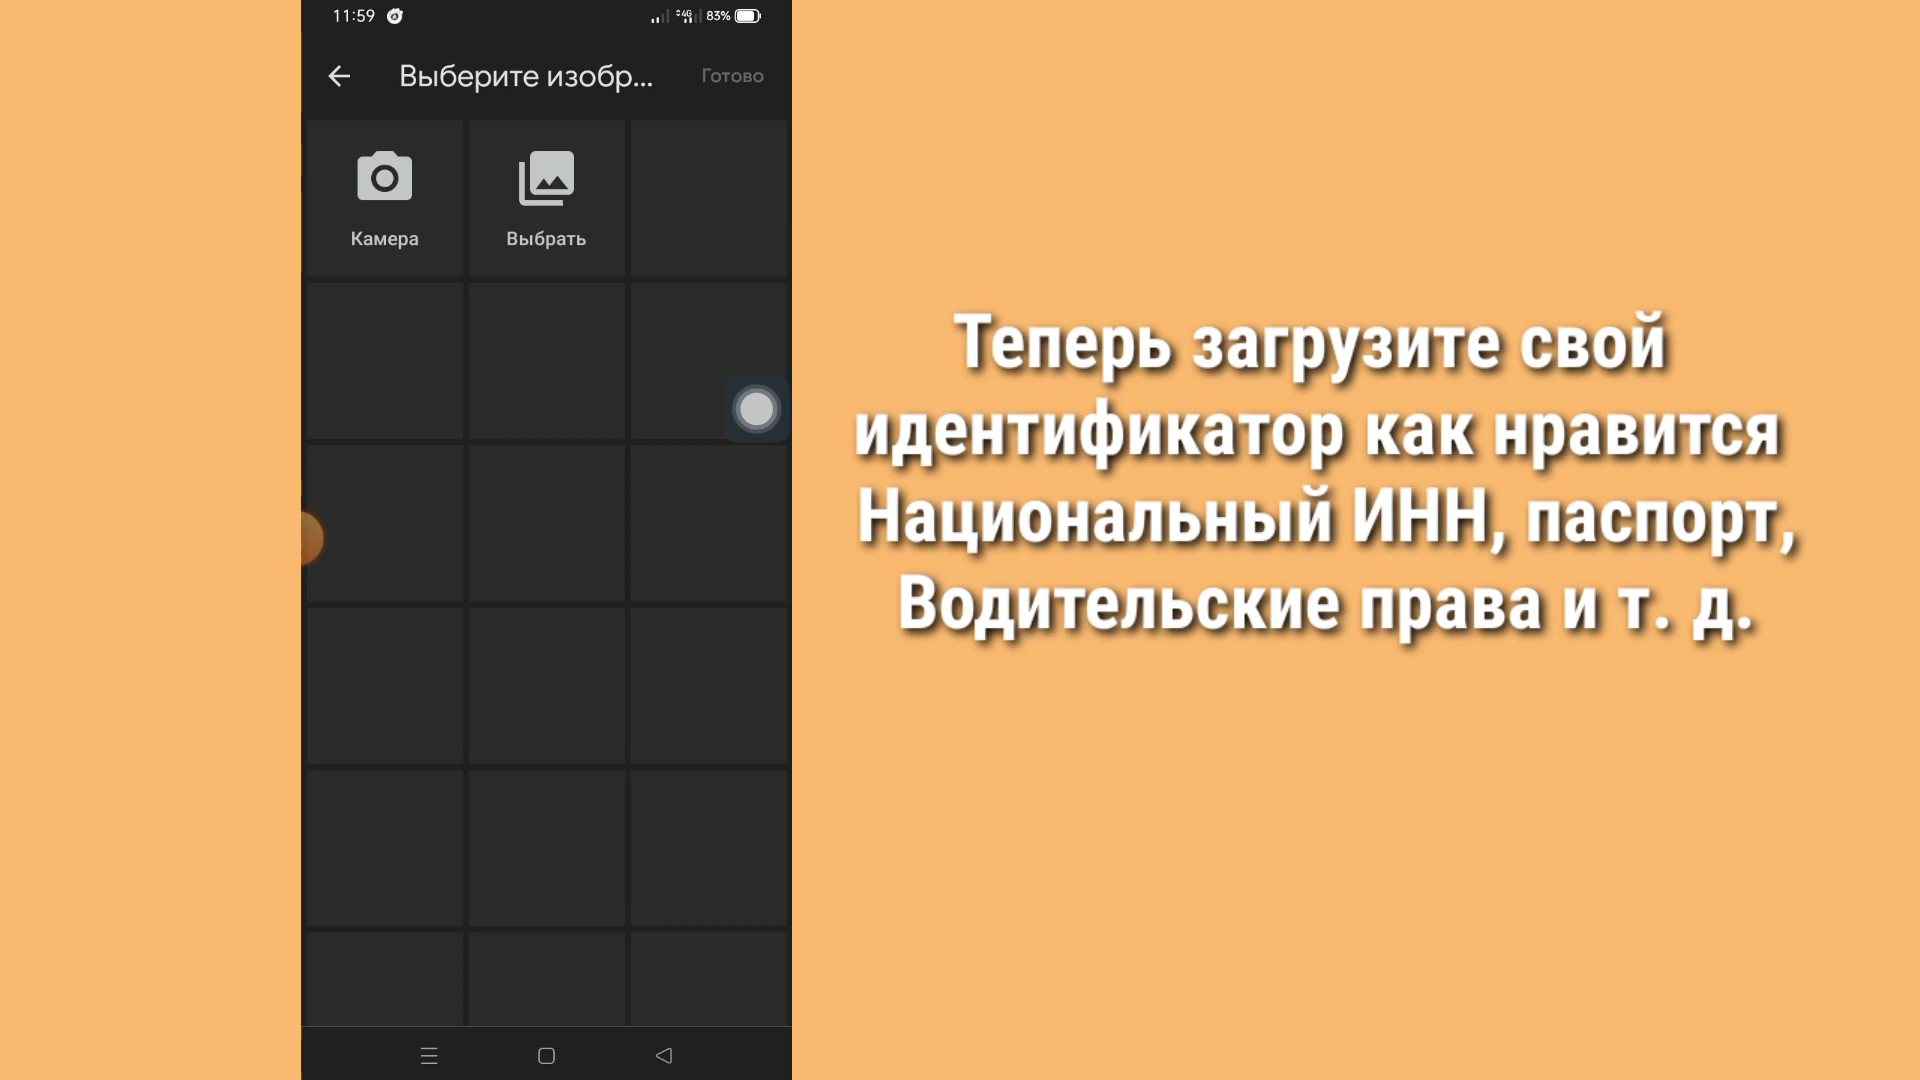 11:59
4G 83%
Выберите изобр...
Готово
Камера
Выбрать
Теперь загрузите свой
идентификатор как нравится
Национальный ИНН, паспорт,
Водительские права и т. д.